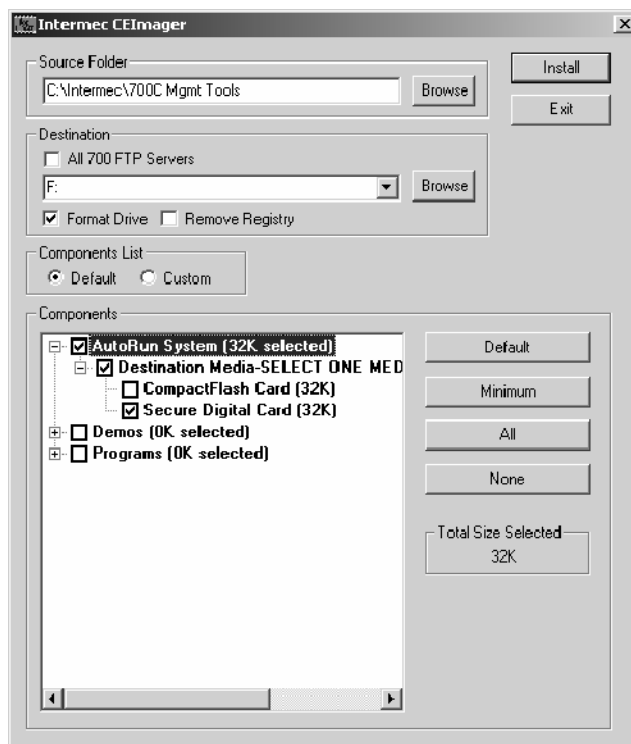 Intermec CEImager
Source Folder
C:\Intermec\700C Mgmt Tools
Browse
Install
Exit
Destination
All 700 FTP Servers
F:
Browse
Format Drive
Remove Registry
Components List
Default
Custom
Components
AutoRun System (32K selected)
Destination Media-SELECT ONE MED
CompactFlash Card (32K)
Secure Digital Card (32K)
Demos (0K selected)
Programs (0K selected)
Default
Minimum
All
None
Total Size Selected
32K